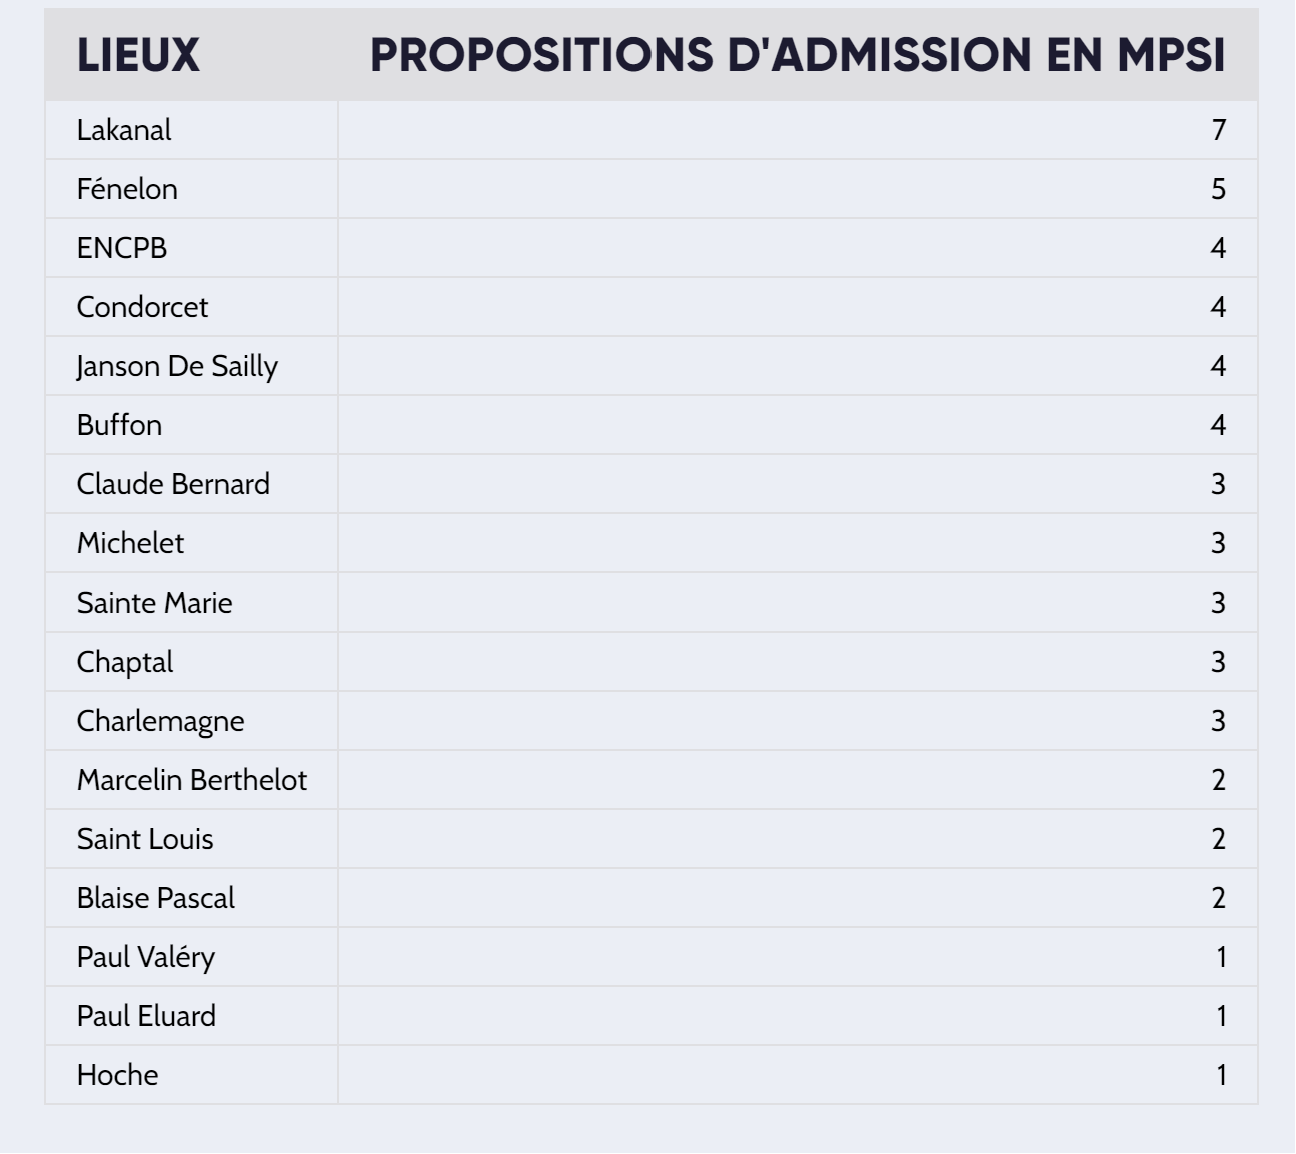 LIEUX PROPOSITIONS D'ADMISSION EN MPSI
Lakanal 7
Fénelon 5
ENCPB 4
Condorcet 4
Janson De Sailly 4
Buffon 4
Claude Bernard 3
Michelet 3
Sainte Marie 3
Chaptal 3
Charlemagne 3
Marcelin Berthelot 2
Saint Louis 2
Blaise Pascal 2
Paul Valéry 1
Paul Eluard 1
Hoche 1